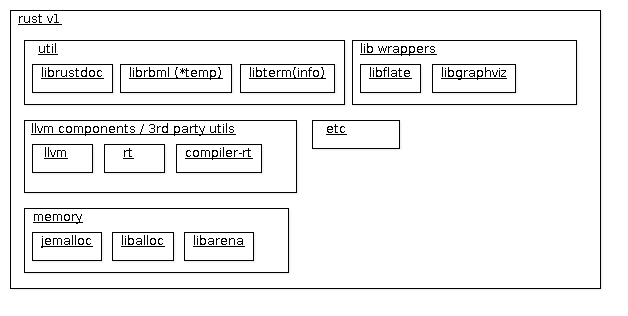 rust v1
util
librustdoc
librbml (*temp)
libterm(info)
lib wrappers
libflate
libgraphviz
llvm components / 3rd party utils
llvm
rt
compiler-rt
etc
memory
jemalloc
liballoc
libarena